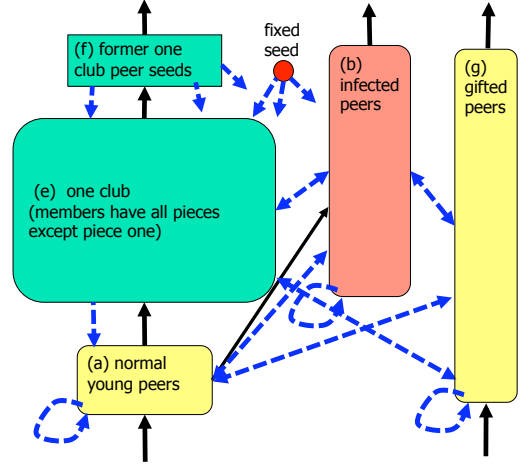 (f) former one
club peer seeds
fixed
seed
(b)
infected
peers
(g)
gifted
peers
(e) one club
(members have all pieces
except piece one)
(a) normal
young peers